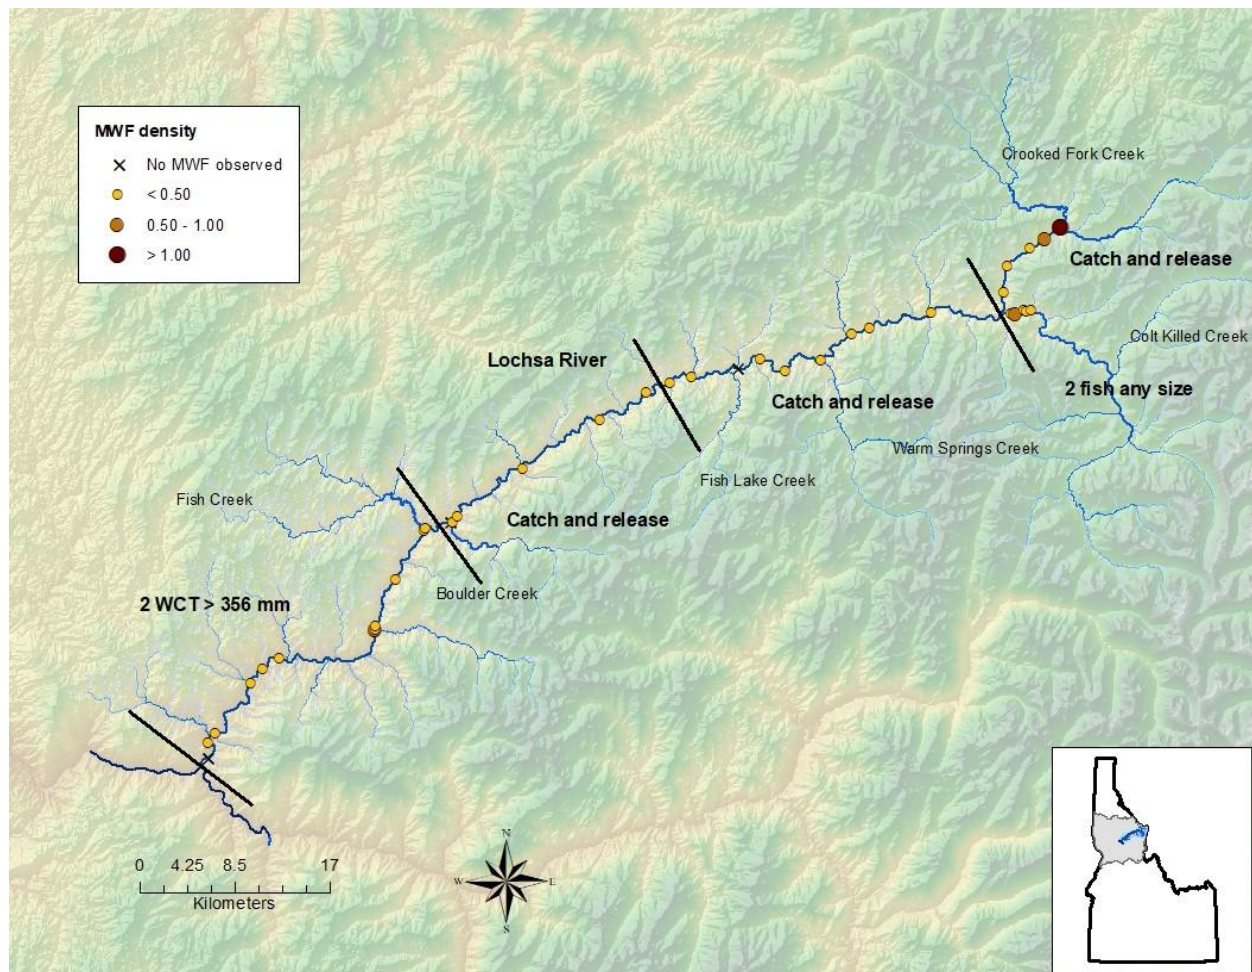 MWF density
No MWF observed
< 0.50
0.50 - 1.00
> 1.00
Crooked Fork Creek
Catch and release
Colt Killed Creek
Lochsa River
2 fish any size
Catch and release
Warm Springs Creek
Fish Lake Creek
Fish Creek
Catch and release
Boulder Creek
2 WCT > 356 mm
N
W E
S
0 4.25 8.5 17
Kilometers